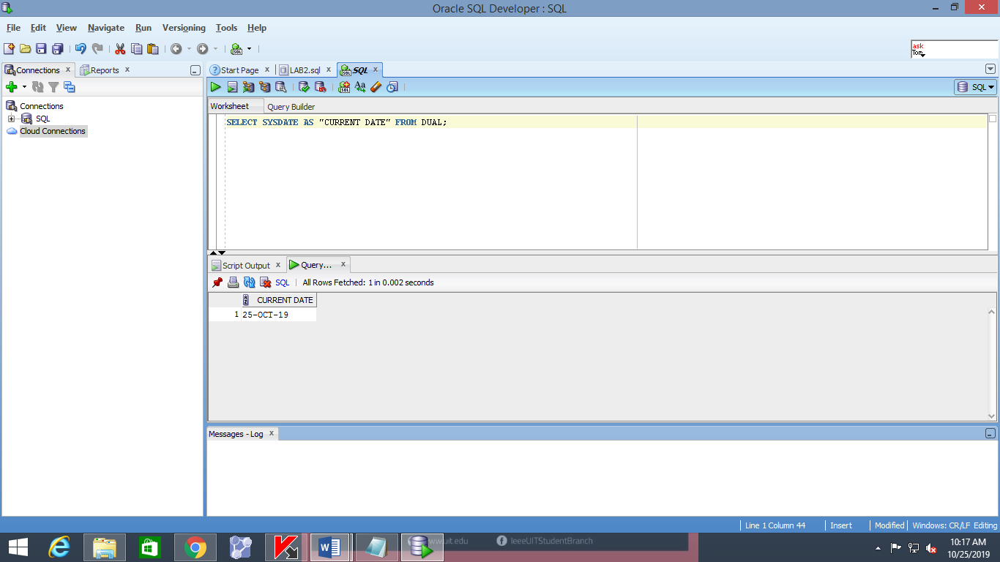 Oracle SQL Developer : SQL
File Edit View Navigate Run Versioning Tools Help
ask
Tom
Connections x Reports x
Start Page x LAB2.sql x SQL x
SQL
Connections
SQL
Cloud Connections
Worksheet Query Builder
SELECT SYSDATE AS "CURRENT DATE" FROM DUAL;
Script Output x Query... x
SQL | All Rows Fetched: 1 in 0.002 seconds
CURRENT DATE
1 25-OCT-19
Messages - Log x
Line 1 Column 44 | Insert | Modified | Windows: CR/LF Editing
uit.edu IeeeUITStudentBranch
10:17 AM
10/25/2019